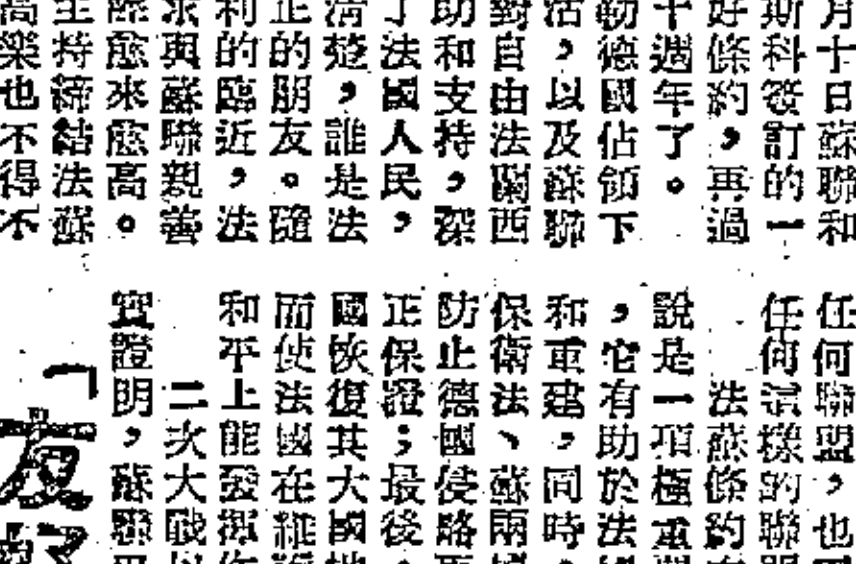 月十日蘇聯和
斯科簽訂的一
好條約，再過
十週年了。
勒德國佔領下
活，以及蘇聯
對自由法蘭西
助和支持，深
了法國人民，
清楚，誰是法
正的朋友。隨
利的臨近，法
求與蘇聯親善
愈來愈高。
主持締結法蘇
高樂也不得不
任何聯盟，也
任何這樣的聯
法蘇條約
說是一項極重
，它有助於法
和重建，同時
保衛法、蘇兩
防止德國侵略
正保證；最後
國恢復其大國
而使法國在維
和平上能發揮
二次大戰
實證明，蘇聯
「友好